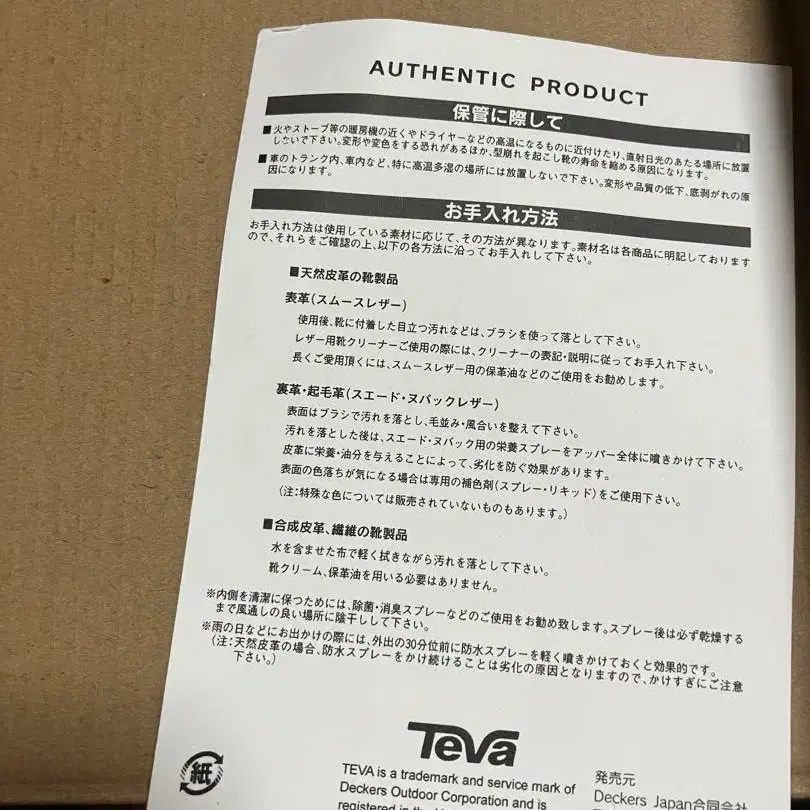 AUTHENTIC PRODUCT
保管に際して
■火やストーブ等の暖房機の近くやドライヤーなどの高温になるものに近付けたり、直射日光のあたる場所に放置
しないで下さい。変形や変色をする恐れがあるほか、型崩れを起こし靴の寿命を縮める原因になります。
■車のトランク内、車内など、特に高温多湿の場所には放置しないで下さい。変形や品質の低下、底剥がれの原
因になります。
お手入れ方法
お手入れ方法は使用している素材に応じて、その方法が異なります。素材名は各商品に明記しております
ので、それらをご確認の上、以下の各方法に沿ってお手入れして下さい。
■天然皮革の靴製品
表革(スムースレザー)
使用後、靴に付着した目立つ汚れなどは、ブラシを使って落として下さい。
レザー用靴クリーナーご使用の際には、クリーナーの表記・説明に従ってお手入れ下さい。
長くご愛用頂くには、スムースレザー用の保革油などのご使用をお勧めします。
裏革・起毛革(スエード・ヌバックレザー)
表面はブラシで汚れを落とし、毛並み・風合いを整えて下さい。
汚れを落とした後は、スエード・ヌバック用の栄養スプレーをアッパー全体に噴きかけて下さい。
皮革に栄養・油分を与えることによって、劣化を防ぐ効果があります。
表面の色落ちが気になる場合は専用の補色剤(スプレー・リキッド)をご使用下さい。
(注:特殊な色については販売されていないものもあります。)
■合成皮革、繊維の靴製品
水を含ませた布で軽く拭きながら汚れを落として下さい。
靴クリーム、保革油を用いる必要はありません。
※内側を清潔に保つためには、除菌・消臭スプレーなどのご使用をお勧め致します。スプレー後は必ず乾燥する
まで風通しの良い場所に陰干しして下さい。
※雨の日などにお出かけの際には、外出の30分位前に防水スプレーを軽く噴きかけておくと効果的です。
(注:天然皮革の場合、防水スプレーをかけ続けることは劣化の原因となりますので、かけすぎにご注意
下さい。)
紙
Teva
TEVA is a trademark and service mark of
Deckers Outdoor Corporation and is
registered in the
発売元
Deckers Japan合同会社